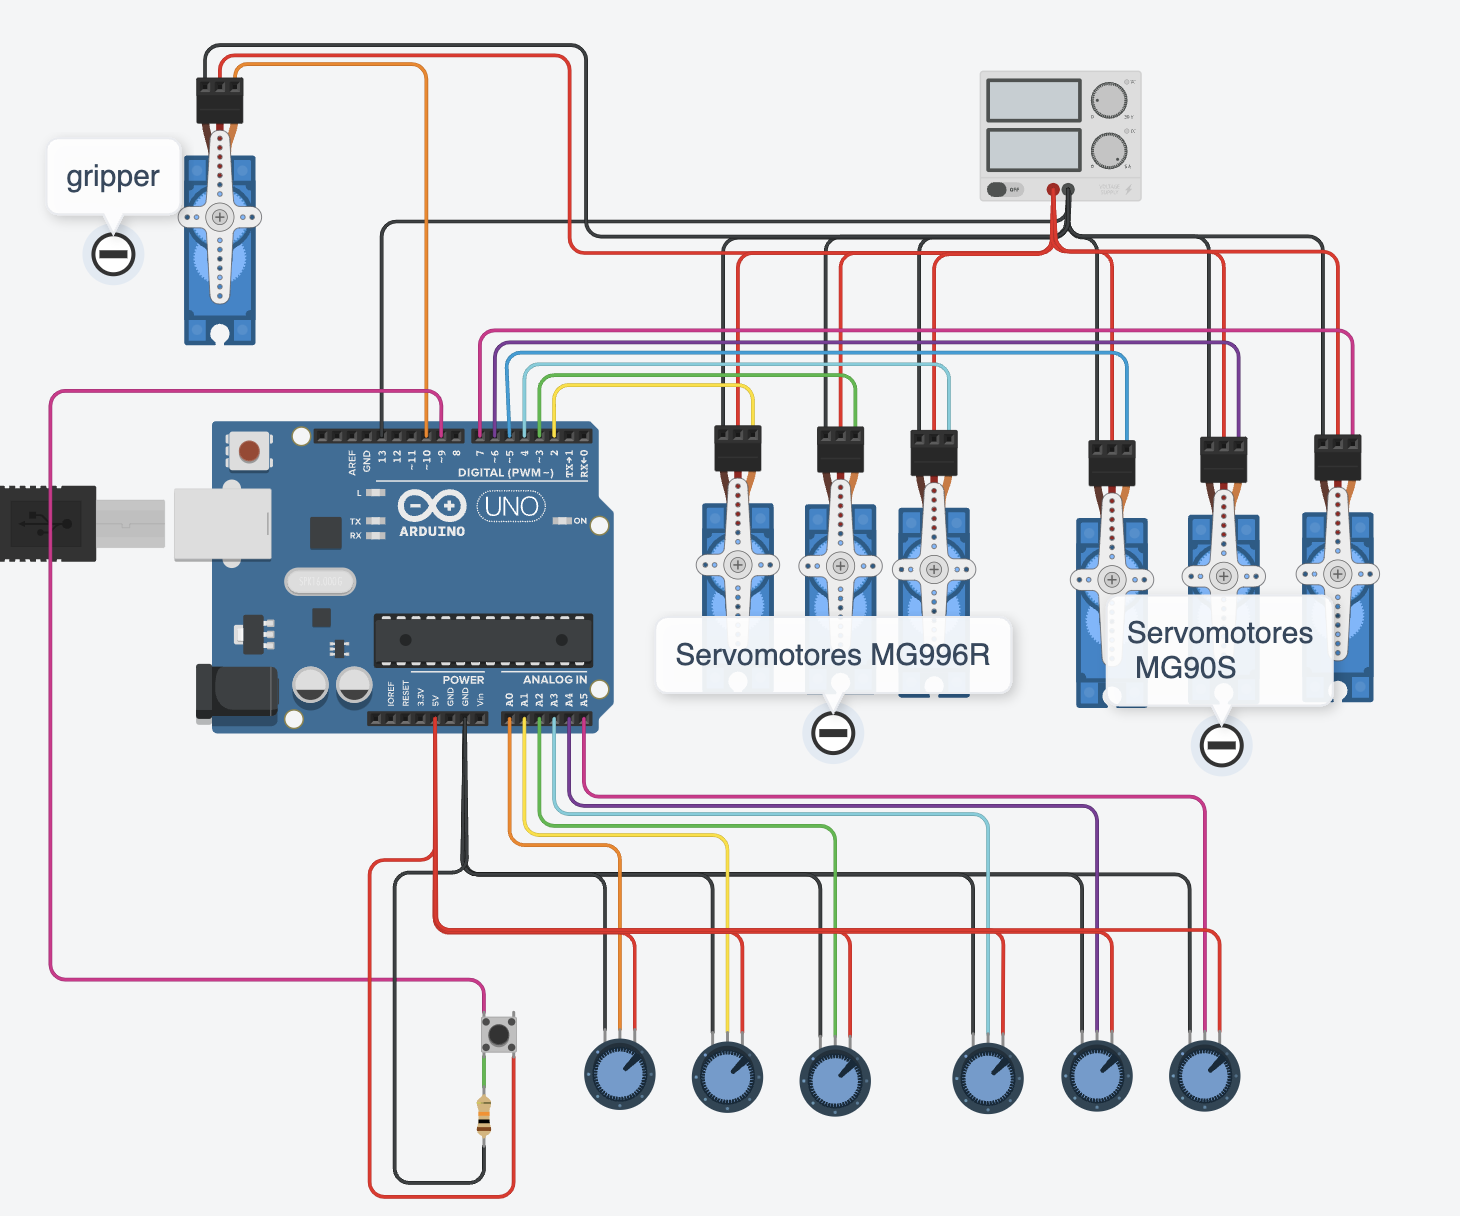 gripper
OFF
AREF
GND
13
12
~11
~10
~9
8
7
~6
~5
4
~3
2
TX→1
RX←0
DIGITAL (PWM~)
L
TX
RX
ARDUINO
UNO
ON
Servomotores MG996R
Servomotores
MG90S
IOREF
RESET
3.3V
5V
GND
GND
Vin
POWER
ANALOG IN
A0
A1
A2
A3
A4
A5